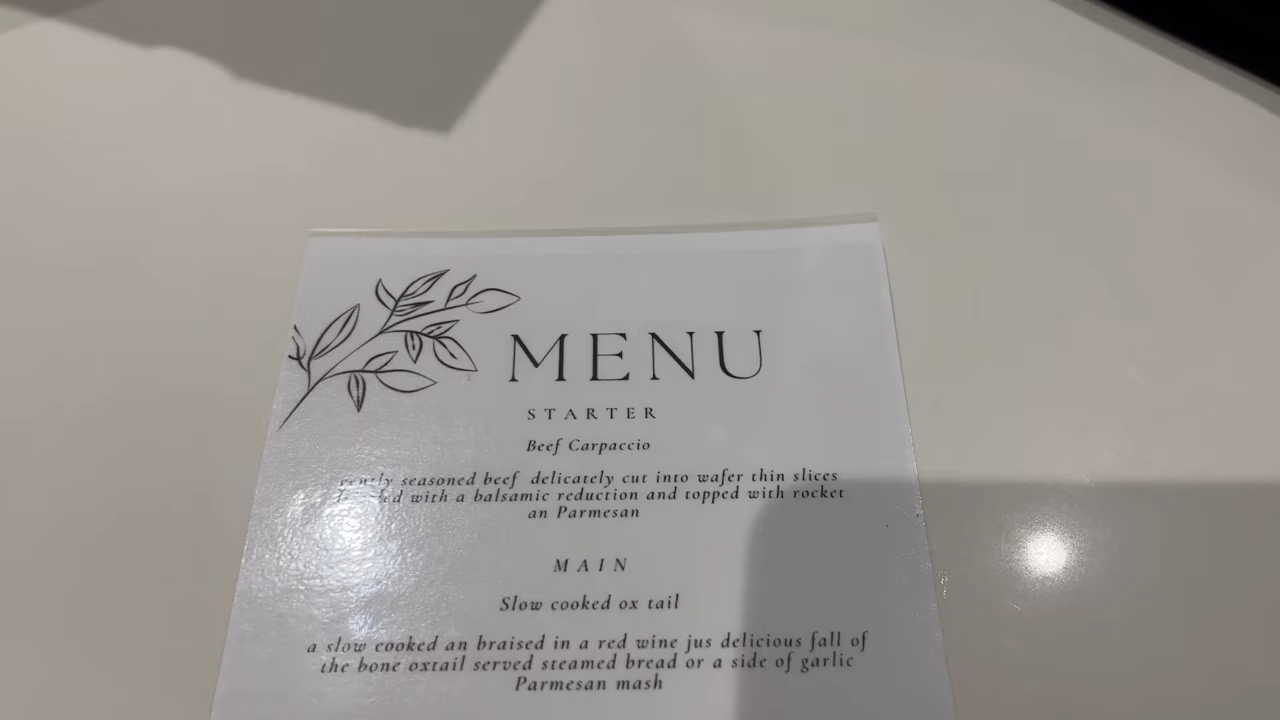 MENU
STARTER
Beef Carpaccio
gently seasoned beef delicately cut into wafer thin slices
with a balsamic reduction and topped with rocket
an Parmesan
MAIN
Slow cooked ox tail
a slow cooked an braised in a red wine jus delicious fall of
the bone oxtail served steamed bread or a side of garlic
Parmesan mash